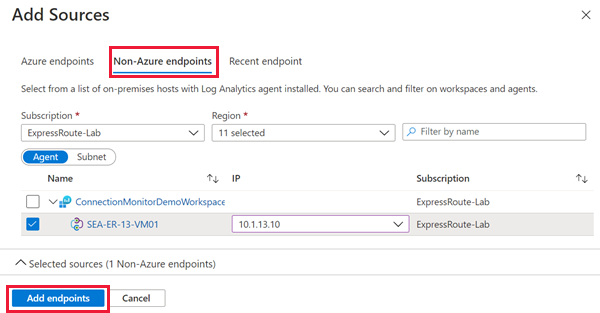 Add Sources
Azure endpoints Non-Azure endpoints Recent endpoint
Select from a list of on-premises hosts with Log Analytics agent installed. You can search and filter on workspaces and agents.
Subscription * Region *
ExpressRoute-Lab 11 selected Filter by name
Agent Subnet
Name IP Subscription
ConnectionMonitorDemoWorkspace ExpressRoute-Lab
SEA-ER-13-VM01 10.1.13.10 ExpressRoute-Lab
Selected sources (1 Non-Azure endpoints)
Add endpoints Cancel